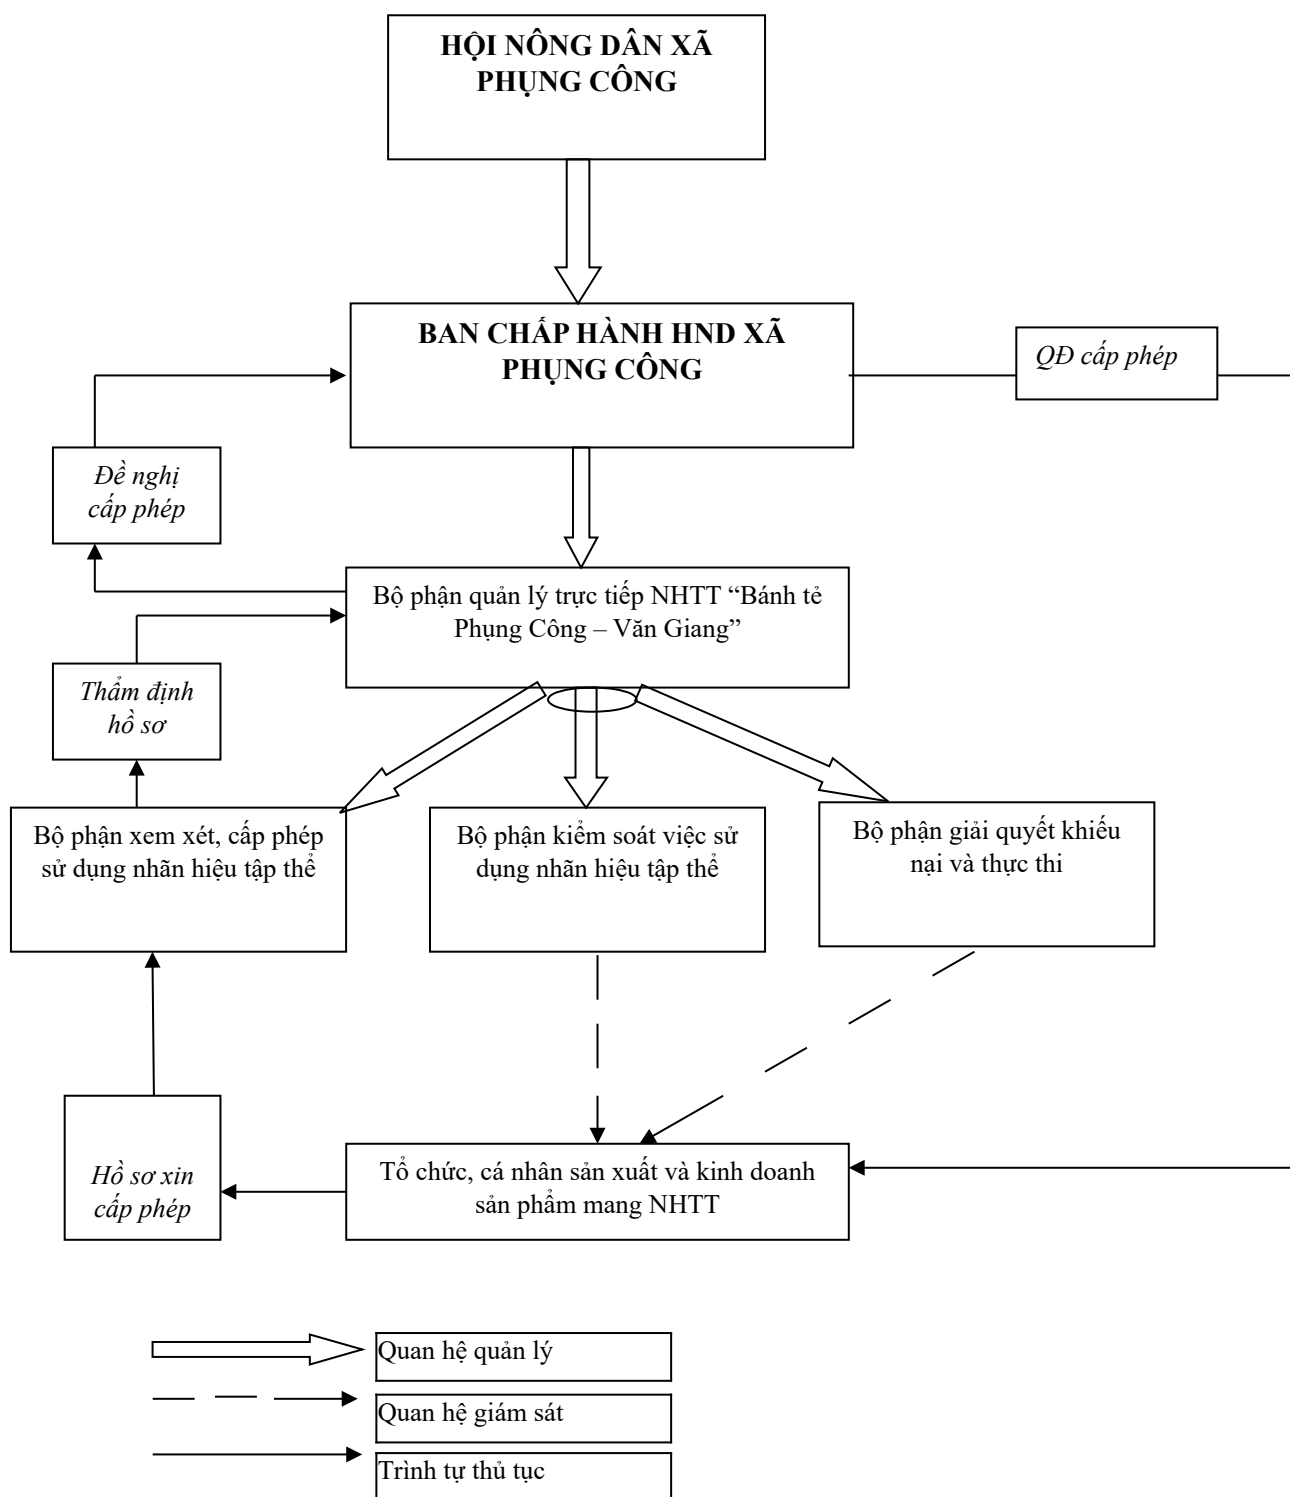 HỘI NÔNG DÂN XÃ
PHỤNG CÔNG
BAN CHẤP HÀNH HND XÃ
PHỤNG CÔNG
QĐ cấp phép
Đề nghị
cấp phép
Bộ phận quản lý trực tiếp NHTT “Bánh tẻ
Phụng Công – Văn Giang”
Thẩm định
hồ sơ
Bộ phận xem xét, cấp phép
sử dụng nhãn hiệu tập thể
Bộ phận kiểm soát việc sử
dụng nhãn hiệu tập thể
Bộ phận giải quyết khiếu
nại và thực thi
Hồ sơ xin
cấp phép
Tổ chức, cá nhân sản xuất và kinh doanh
sản phẩm mang NHTT
Quan hệ quản lý
Quan hệ giám sát
Trình tự thủ tục